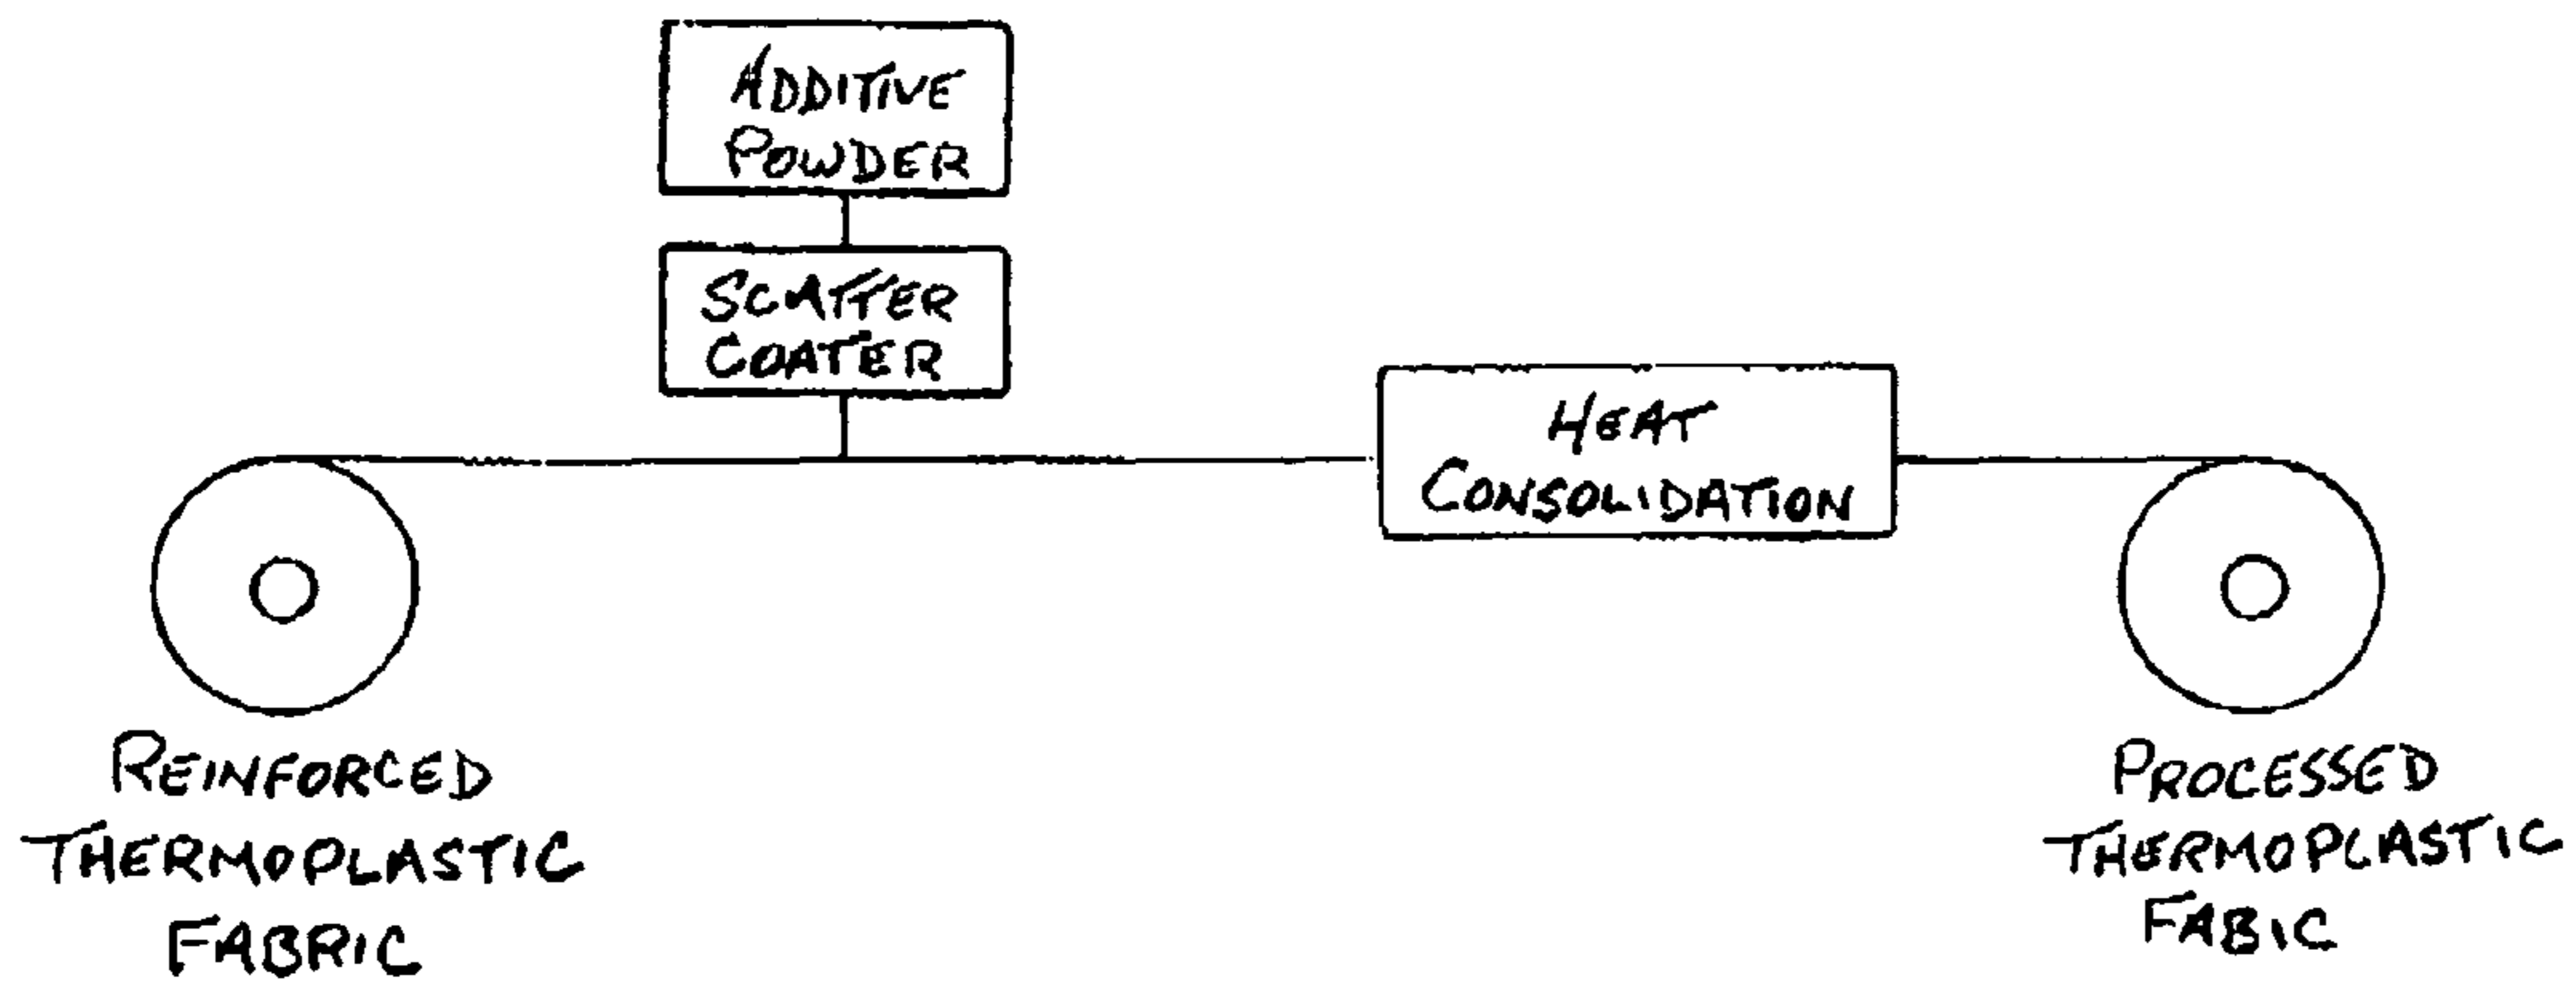 ADDITIVE
POWDER
SCATTER
COATER
HEAT
CONSOLIDATION
REINFORCED
THERMOPLASTIC
FABRIC
PROCESSED
THERMOPLASTIC
FABIC